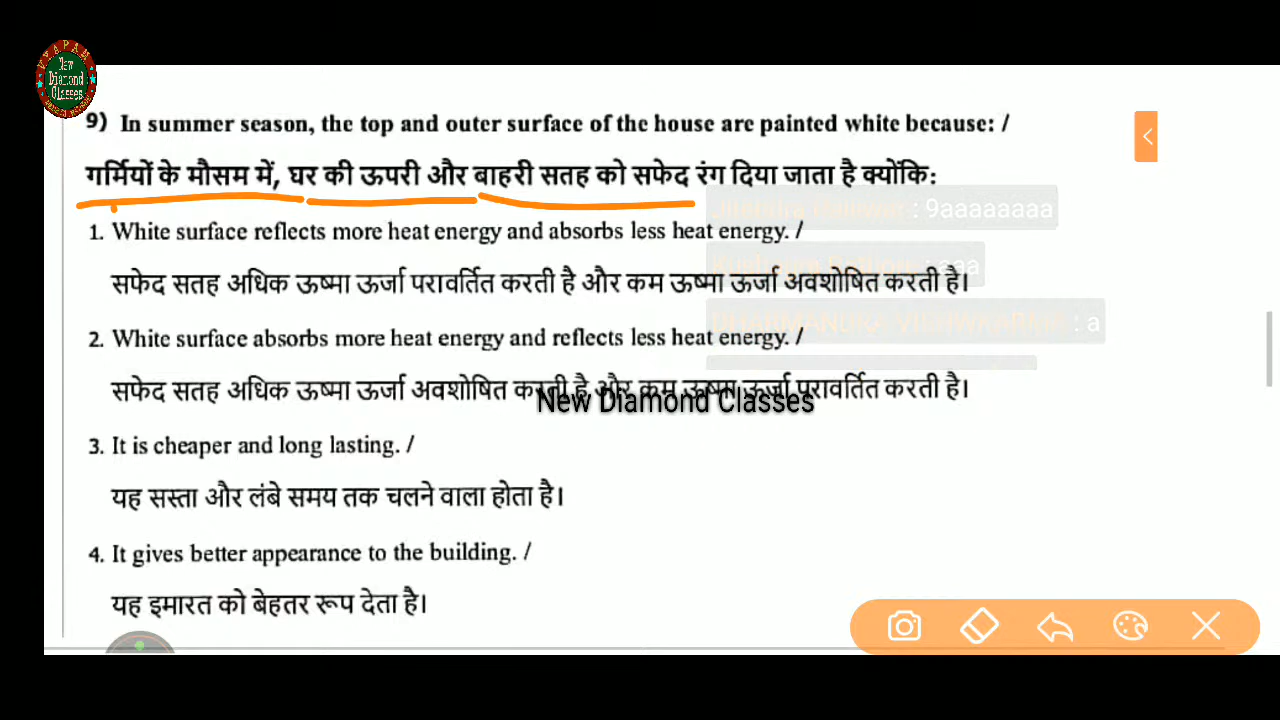 VYAPAM
New
Diamond
Classes
9) In summer season, the top and outer surface of the house are painted white because: /
गर्मियों के मौसम में, घर की ऊपरी और बाहरी सतह को सफेद रंग दिया जाता है क्योंकि:
: 9aaaaaaaa
1. White surface reflects more heat energy and absorbs less heat energy. /
: aaa
सफेद सतह अधिक ऊष्मा ऊर्जा परावर्तित करती है और कम ऊष्मा ऊर्जा अवशोषित करती है।
: a
2. White surface absorbs more heat energy and reflects less heat energy. /
सफेद सतह अधिक ऊष्मा ऊर्जा अवशोषित करती है और कम ऊष्मा ऊर्जा परावर्तित करती है।
New Diamond Classes
3. It is cheaper and long lasting. /
यह सस्ता और लंबे समय तक चलने वाला होता है।
4. It gives better appearance to the building. /
यह इमारत को बेहतर रूप देता है।